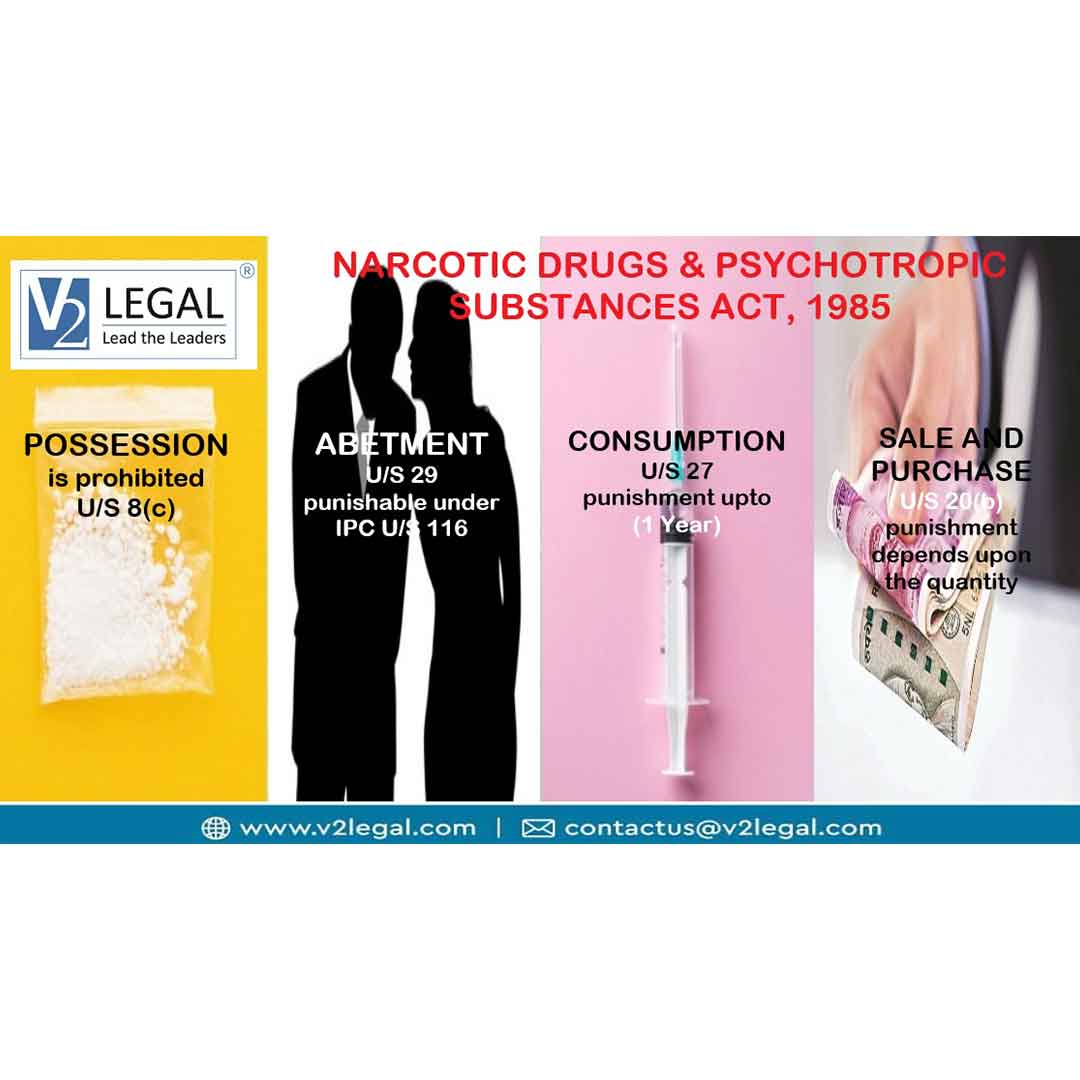 V2 LEGAL ®
Lead the Leaders
NARCOTIC DRUGS & PSYCHOTROPIC
SUBSTANCES ACT, 1985
POSSESSION
is prohibited
U/S 8(c)
ABETMENT
U/S 29
punishable under
IPC U/S 116
CONSUMPTION
U/S 27
punishment upto
(1 Year)
SALE AND
PURCHASE
U/S 20(b)
punishment
depends upon
the quantity
www.v2legal.com | contactus@v2legal.com